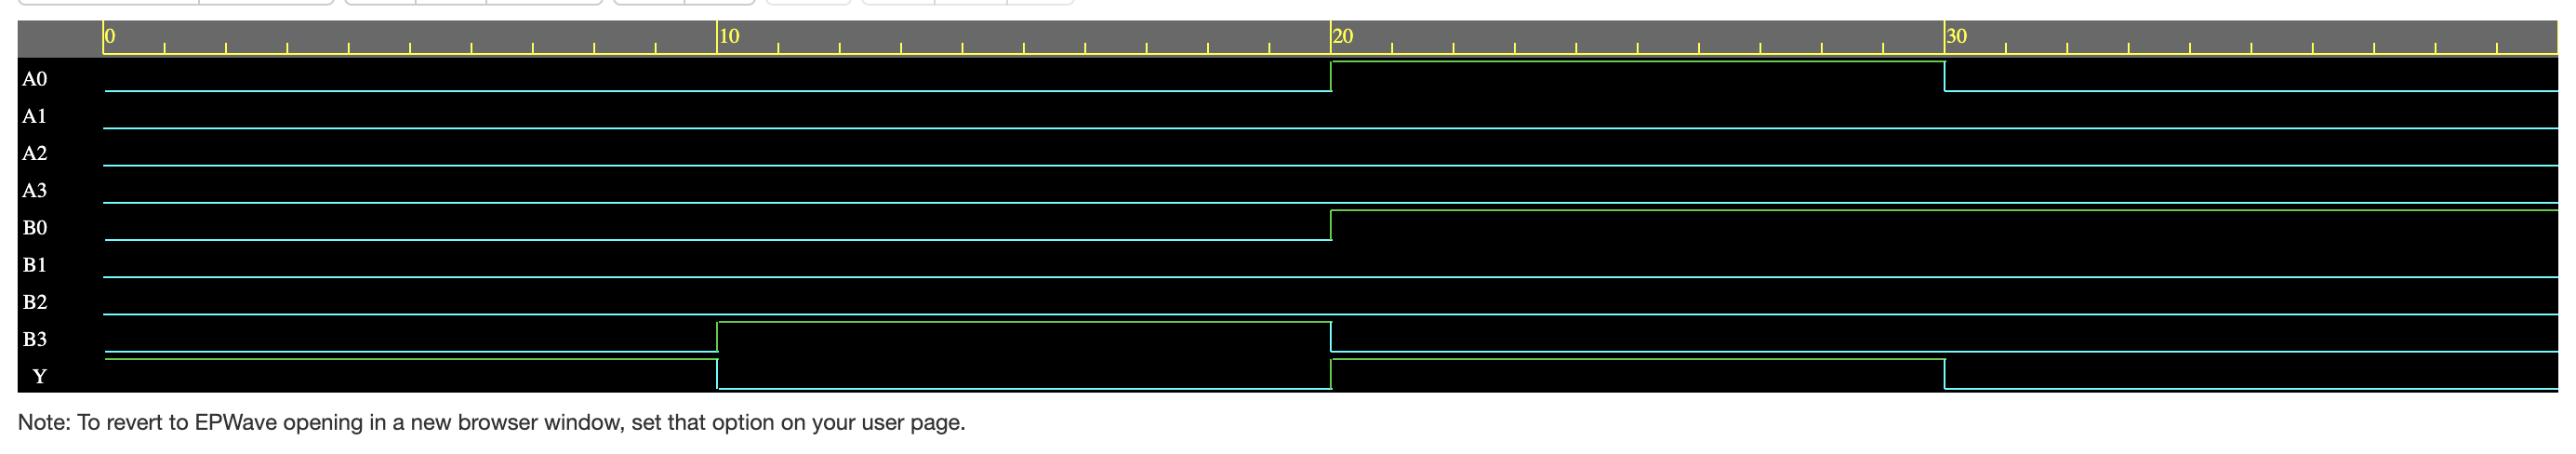 0 10 20 30
A0
A1
A2
A3
B0
B1
B2
B3
Y
Note: To revert to EPWave opening in a new browser window, set that option on your user page.